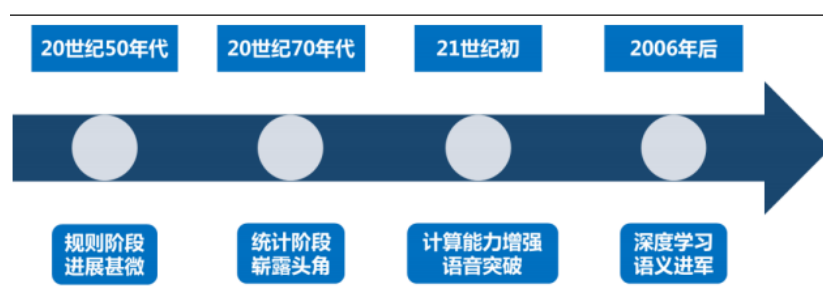 20世纪50年代
20世纪70年代
21世纪初
2006年后
规则阶段
进展甚微
统计阶段
崭露头角
计算能力增强
语音突破
深度学习
语义进军